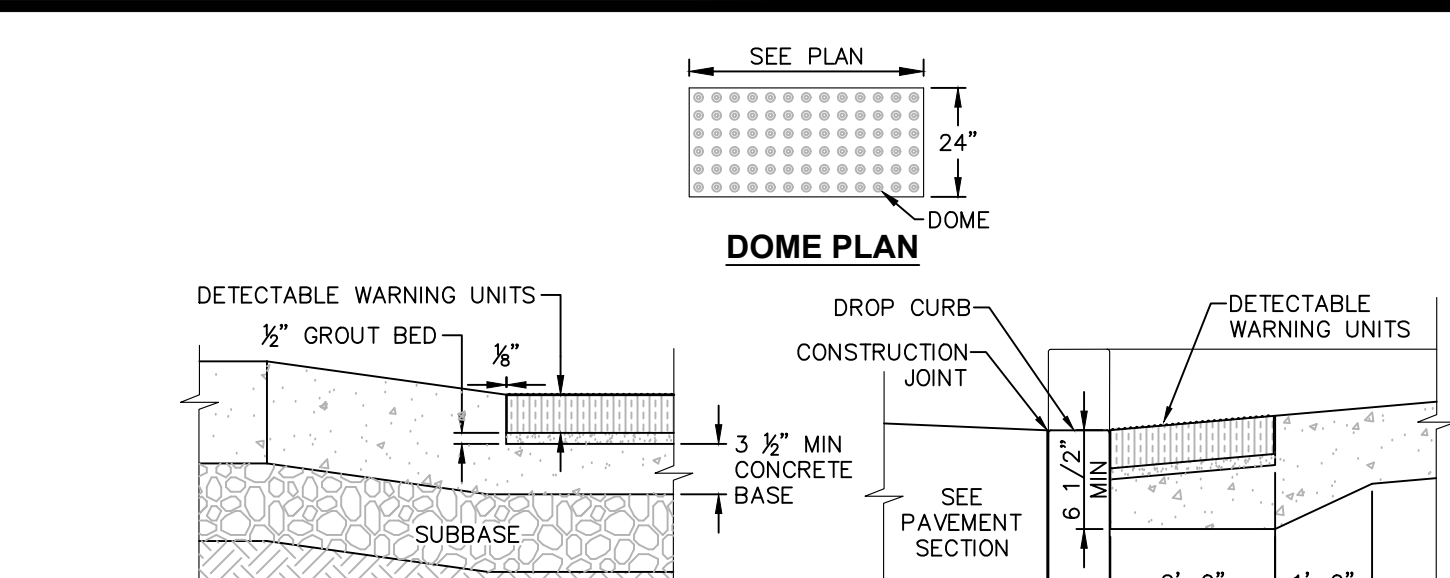 SEE PLAN
24"
DOME
DOME PLAN
DETECTABLE WARNING UNITS
½" GROUT BED
⅛"
3 ½" MIN
CONCRETE
BASE
SUBBASE
DROP CURB
CONSTRUCTION
JOINT
DETECTABLE
WARNING UNITS
6 1/2"
MIN
SEE
PAVEMENT
SECTION